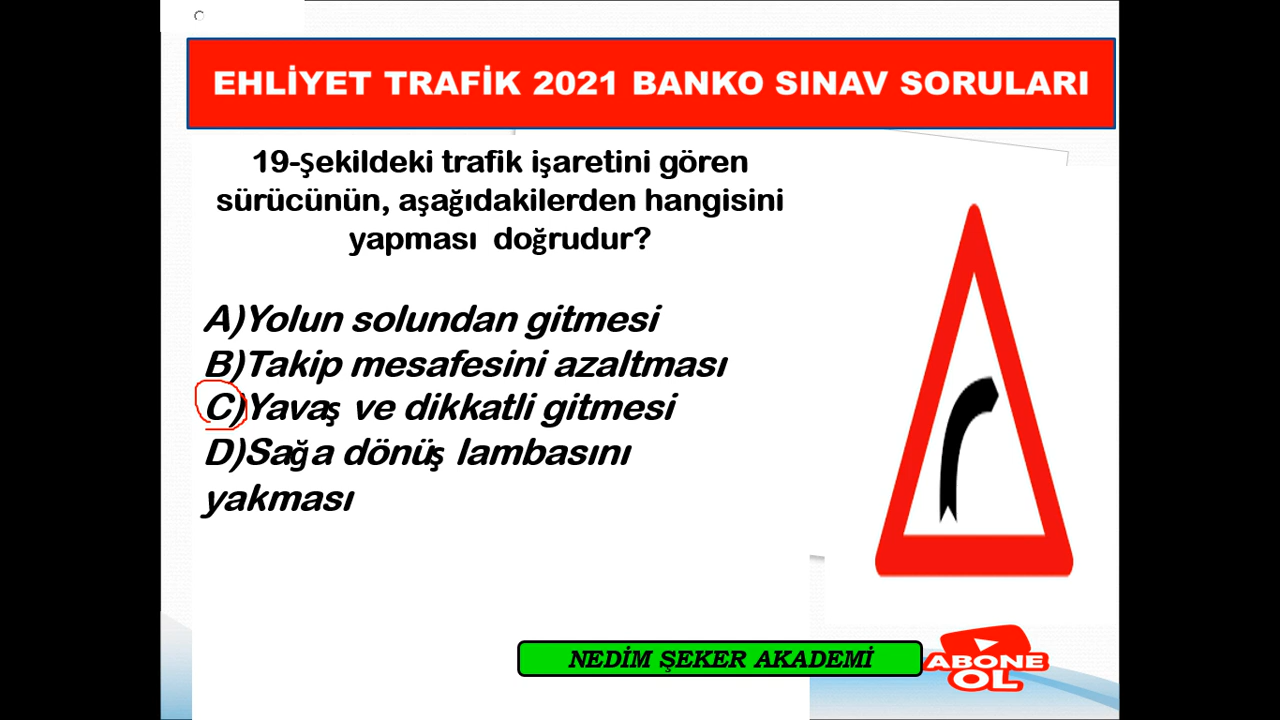 EHLİYET TRAFİK 2021 BANKO SINAV SORULARI
19-Şekildeki trafik işaretini gören
sürücünün, aşağıdakilerden hangisini
yapması doğrudur?
A)Yolun solundan gitmesi
B)Takip mesafesini azaltması
C)Yavaş ve dikkatli gitmesi
D)Sağa dönüş lambasını
yakması
NEDİM ŞEKER AKADEMİ
ABONE
OL